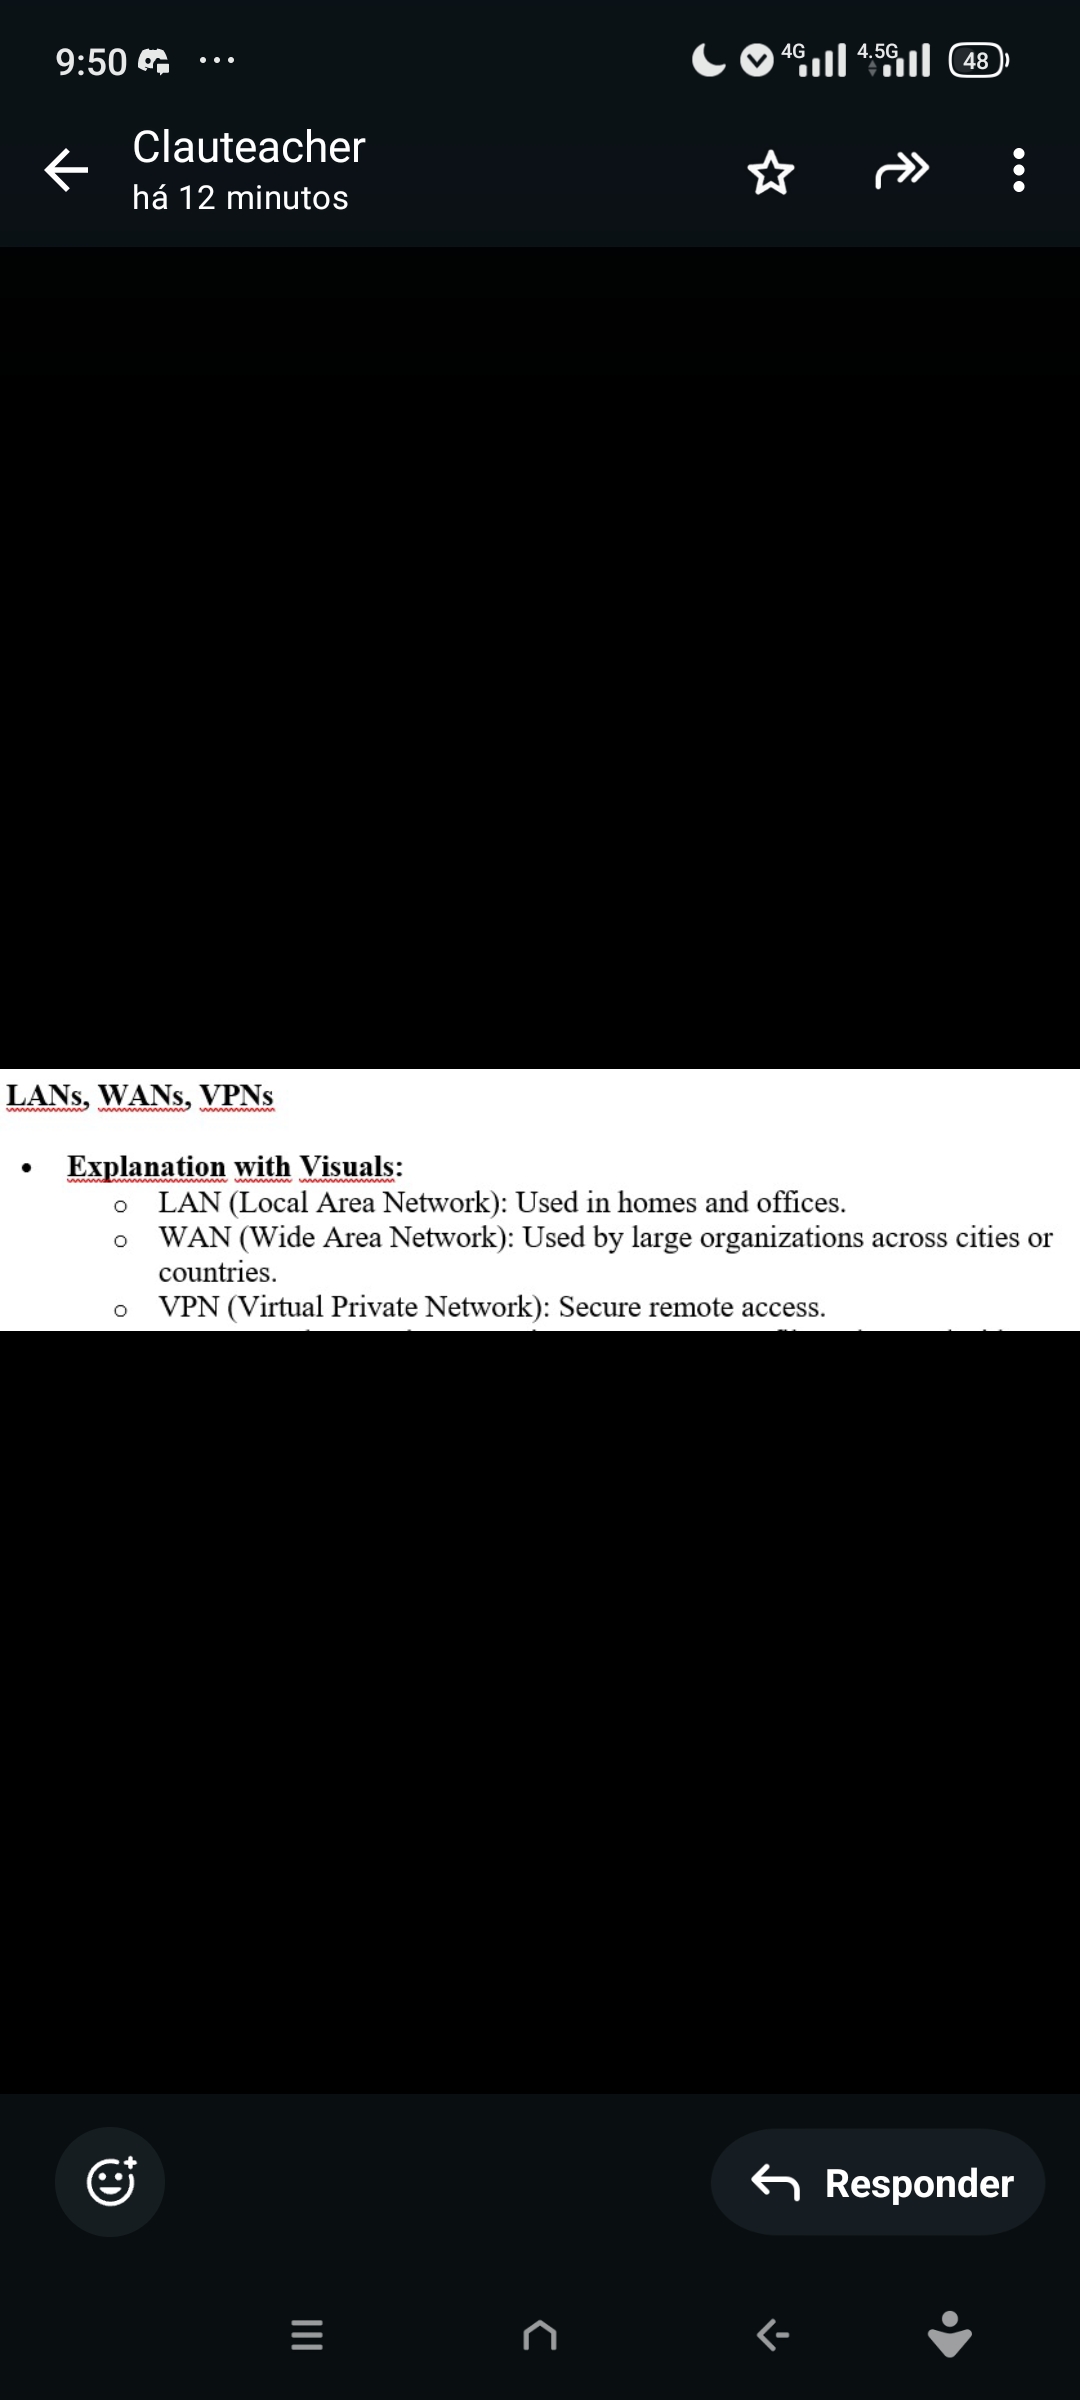 9:50 ...
4G 4.5G 48
Clauteacher
há 12 minutos
LANs, WANs, VPNs
• Explanation with Visuals:
o LAN (Local Area Network): Used in homes and offices.
o WAN (Wide Area Network): Used by large organizations across cities or
countries.
o VPN (Virtual Private Network): Secure remote access.
Responder